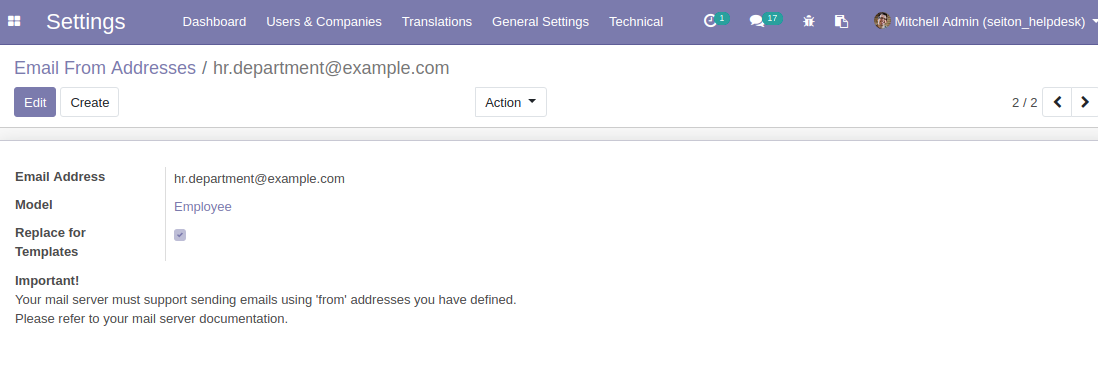 Settings Dashboard Users & Companies Translations General Settings Technical 1 17 Mitchell Admin (seiton_helpdesk)
Email From Addresses / hr.department@example.com
Edit Create Action 2 / 2
Email Address hr.department@example.com
Model Employee
Replace for
Templates
Important!
Your mail server must support sending emails using 'from' addresses you have defined.
Please refer to your mail server documentation.